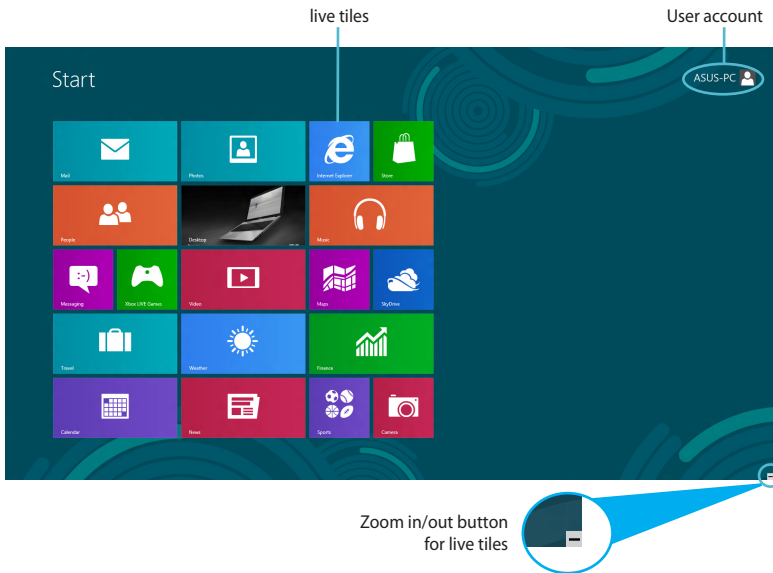 live tiles
User account
Start
ASUS-PC
Mail
Photos
Internet Explorer
Store
People
Desktop
Music
:-)
Messaging
Xbox LIVE Games
Video
Maps
SkyDrive
Travel
Weather
Finance
Calendar
News
Sports
Camera
Zoom in/out button
for live tiles